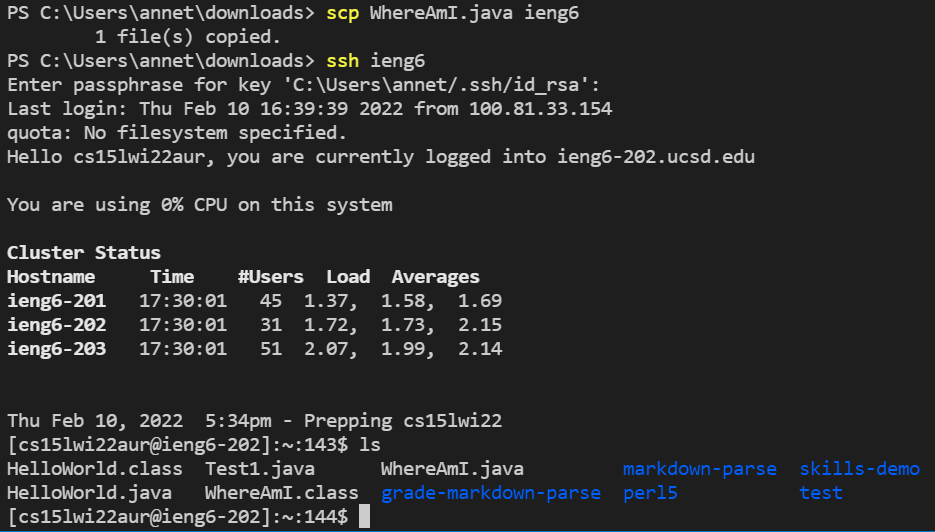 PS C:\Users\annet\downloads> scp WhereAmI.java ieng6
        1 file(s) copied.
PS C:\Users\annet\downloads> ssh ieng6
Enter passphrase for key 'C:\Users\annet/.ssh/id_rsa':
Last login: Thu Feb 10 16:39:39 2022 from 100.81.33.154
quota: No filesystem specified.
Hello cs15lwi22aur, you are currently logged into ieng6-202.ucsd.edu

You are using 0% CPU on this system

Cluster Status
Hostname     Time    #Users  Load  Averages
ieng6-201   17:30:01   45  1.37,  1.58,  1.69
ieng6-202   17:30:01   31  1.72,  1.73,  2.15
ieng6-203   17:30:01   51  2.07,  1.99,  2.14


Thu Feb 10, 2022  5:34pm - Prepping cs15lwi22
[cs15lwi22aur@ieng6-202]:~:143$ ls
HelloWorld.class  Test1.java      WhereAmI.java         markdown-parse  skills-demo
HelloWorld.java   WhereAmI.class  grade-markdown-parse  perl5           test
[cs15lwi22aur@ieng6-202]:~:144$